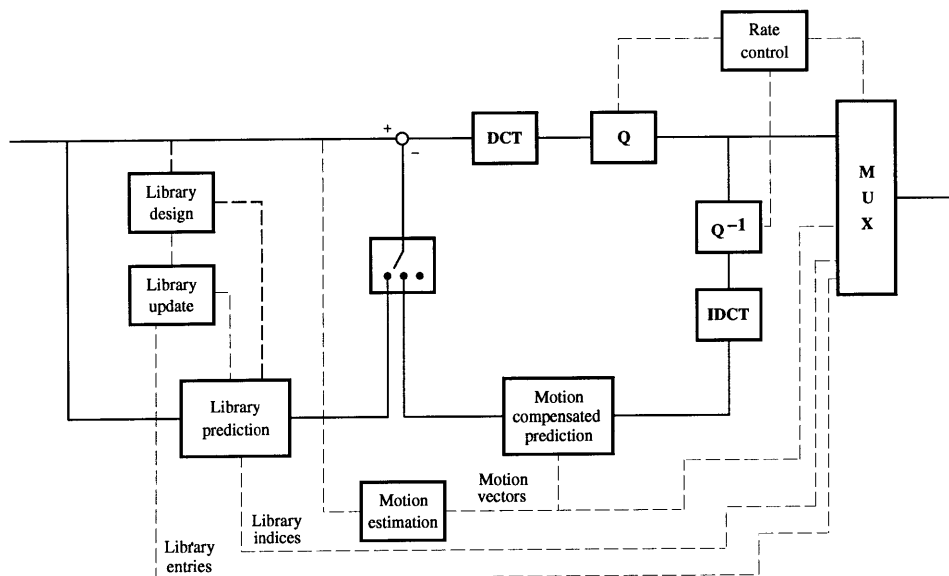 Rate
control
+
−
DCT
Q
M
U
X
Library
design
Q−1
Library
update
IDCT
Library
prediction
Motion
compensated
prediction
Motion
vectors
Motion
estimation
Library
indices
Library
entries